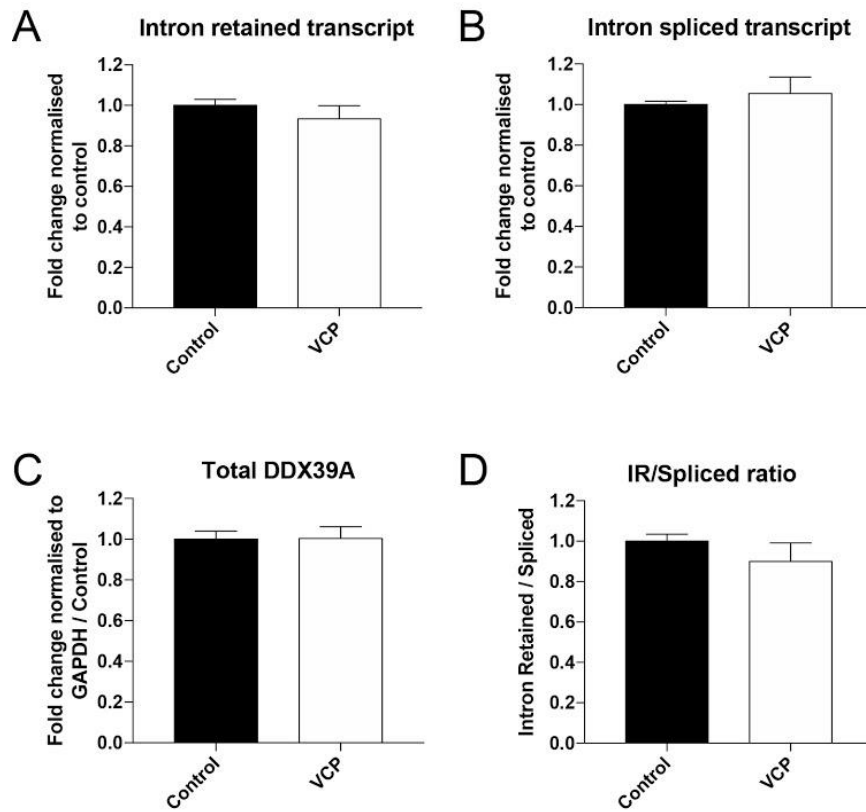 A
Intron retained transcript
Fold change normalised
to control
1.2
1.0
0.8
0.6
0.4
0.2
0.0
Control
VCP
B
Intron spliced transcript
Fold change normalised
to control
1.2
1.0
0.8
0.6
0.4
0.2
0.0
Control
VCP
C
Total DDX39A
Fold change normalised to
GAPDH / Control
1.2
1.0
0.8
0.6
0.4
0.2
0.0
Control
VCP
D
IR/Spliced ratio
Intron Retained / Spliced
1.2
1.0
0.8
0.6
0.4
0.2
0.0
Control
VCP